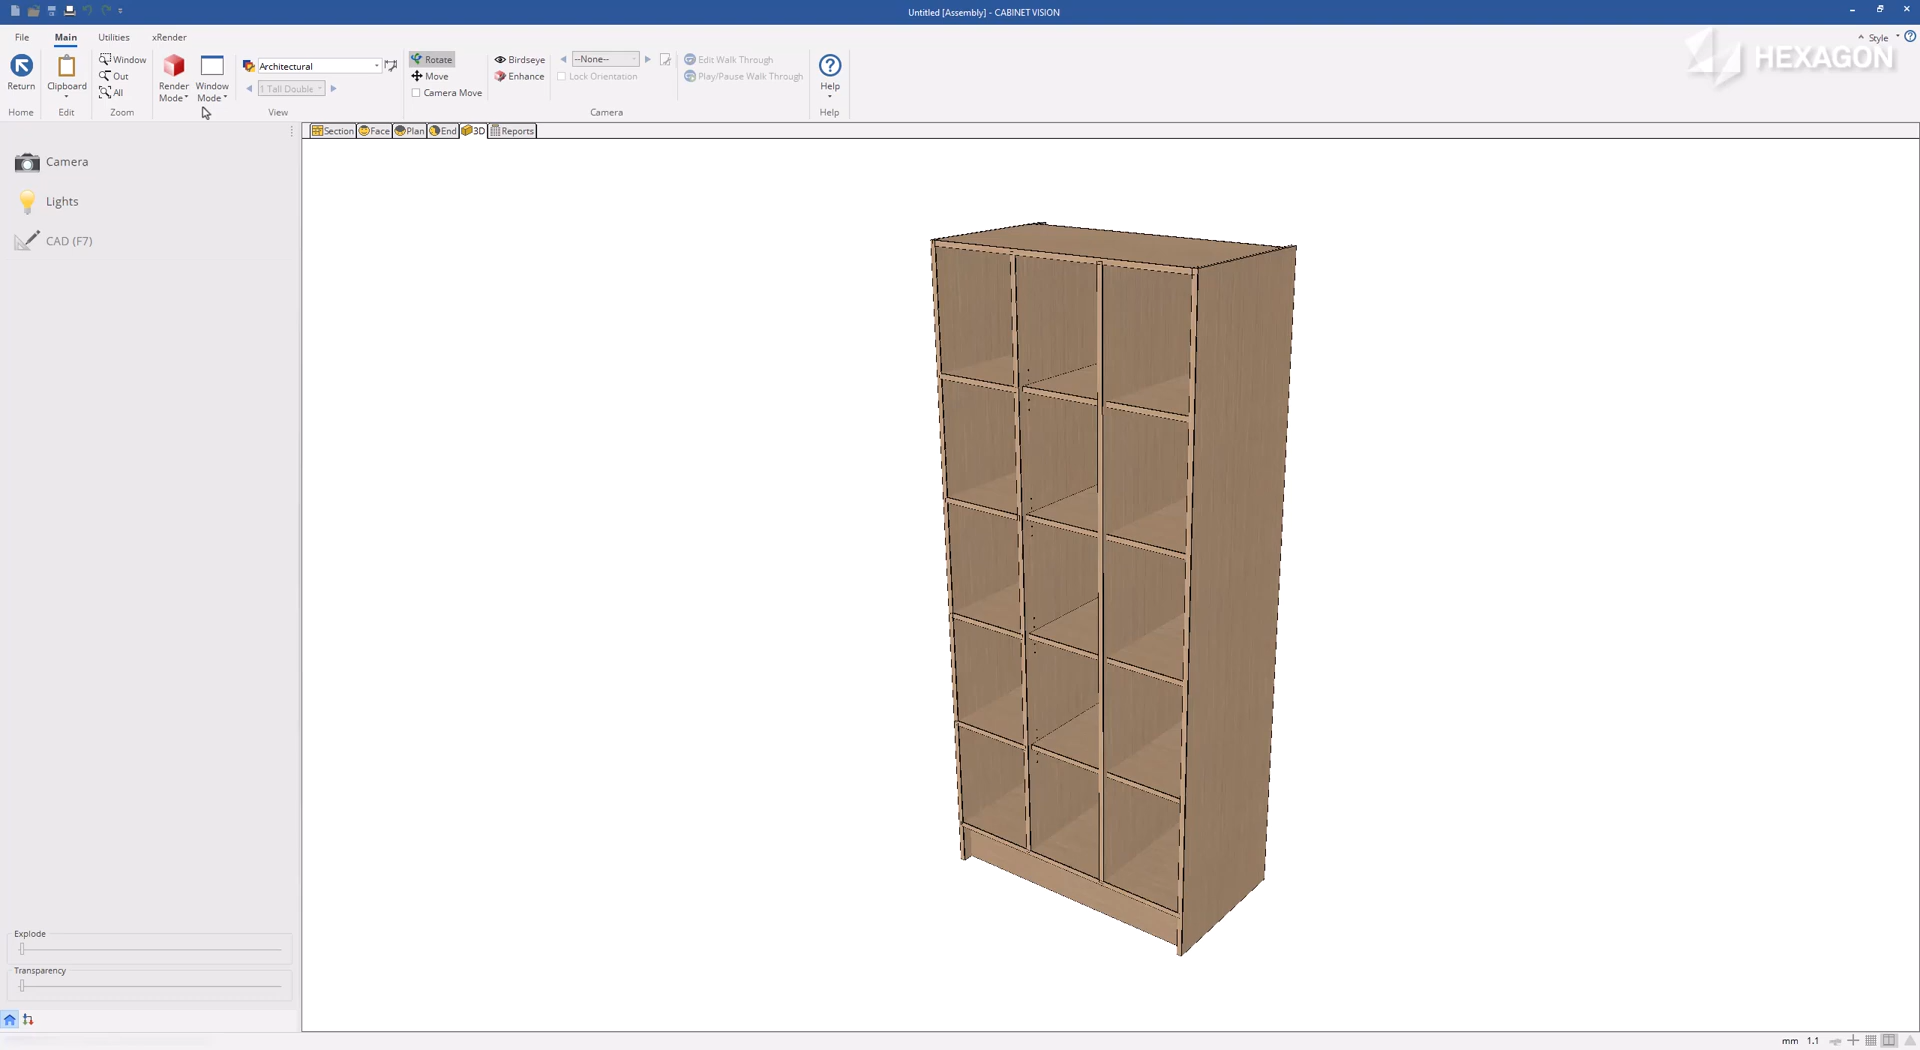 Untitled [Assembly] - CABINET VISION
File Main Utilities xRender Style
Return Clipboard Window Out All Render Mode Window Mode Architectural 1 Tall Double Rotate Move Camera Move Birdseye Enhance --None-- Lock Orientation Edit Walk Through Play/Pause Walk Through Help
Home Edit Zoom View Camera Help
HEXAGON
Section Face Plan End 3D Reports
Camera
Lights
CAD (F7)
Explode
Transparency
mm 1.1